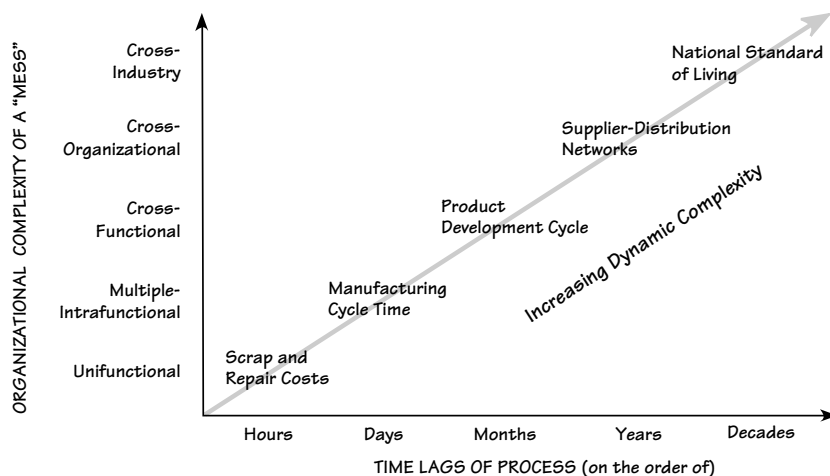 ORGANIZATIONAL COMPLEXITY OF A “MESS”
Cross-
Industry
Cross-
Organizational
Cross-
Functional
Multiple-
Intrafunctional
Unifunctional
National Standard
of Living
Supplier-Distribution
Networks
Product
Development Cycle
Manufacturing
Cycle Time
Scrap and
Repair Costs
Increasing Dynamic Complexity
Hours
Days
Months
Years
Decades
TIME LAGS OF PROCESS (on the order of)